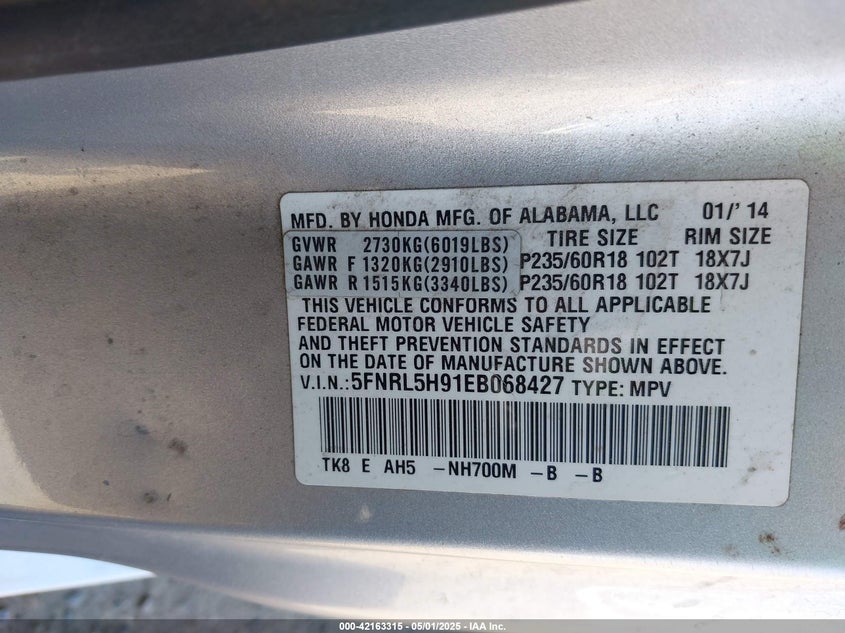 MFD. BY HONDA MFG. OF ALABAMA, LLC 01/' 14
TIRE SIZE RIM SIZE
GVWR 2730KG(6019LBS)
GAWR F 1320KG(2910LBS) P235/60R18 102T 18X7J
GAWR R 1515KG(3340LBS) P235/60R18 102T 18X7J
THIS VEHICLE CONFORMS TO ALL APPLICABLE
FEDERAL MOTOR VEHICLE SAFETY
AND THEFT PREVENTION STANDARDS IN EFFECT
ON THE DATE OF MANUFACTURE SHOWN ABOVE.
V.I.N.:5FNRL5H91EB068427 TYPE: MPV
TK8 E AH5 -NH700M -B -B
000-42163315 - 05/01/2025 - IAA Inc.